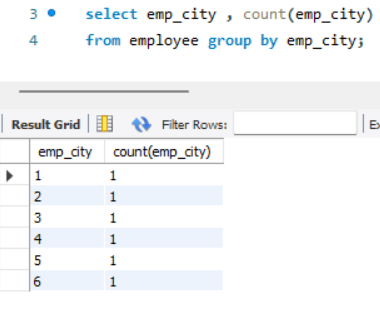 3 select emp_city , count(emp_city)
4 from employee group by emp_city;
Result Grid Filter Rows:
emp_city count(emp_city)
1 1
2 1
3 1
4 1
5 1
6 1